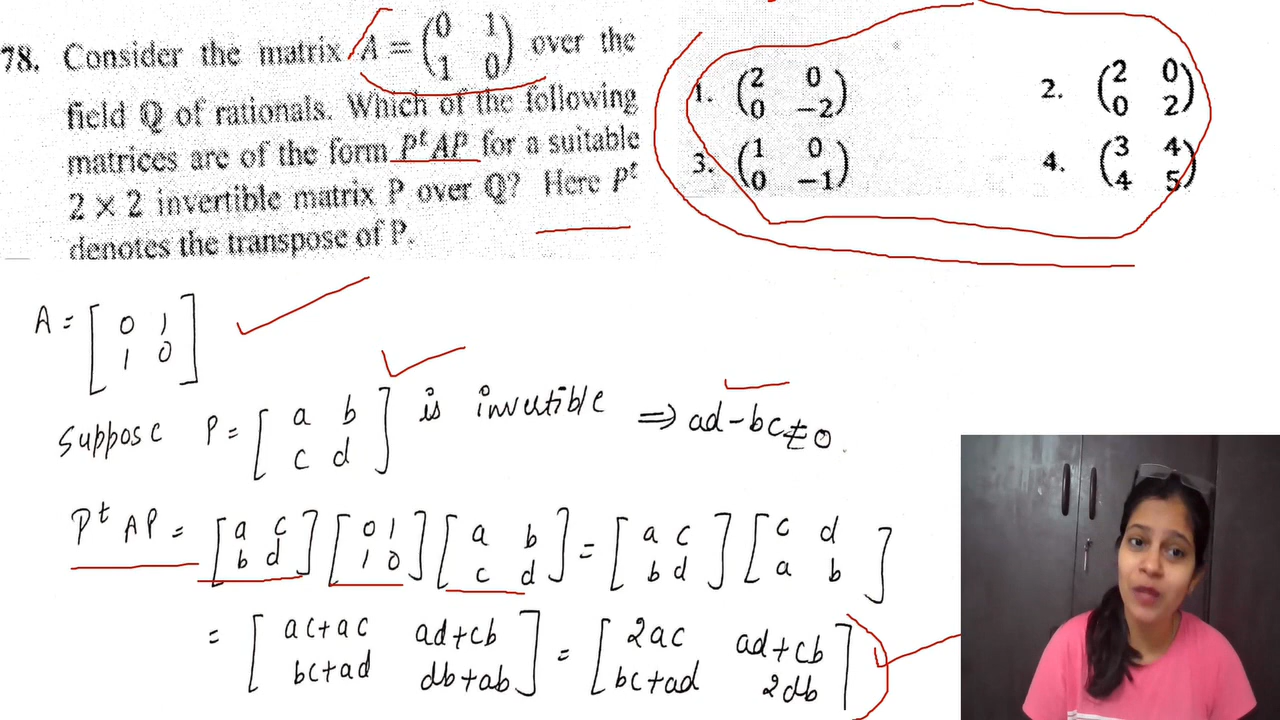 78. Consider the matrix A = (0 1
1 0) over the
field Q of rationals. Which of the following
matrices are of the form PᵗAP for a suitable
2 × 2 invertible matrix P over Q? Here Pᵗ
denotes the transpose of P.
1. (2 0
0 −2)
2. (2 0
0 2)
3. (1 0
0 −1)
4. (3 4
4 5)
A = [0 1
1 0]
Suppose P = [a b
c d] is invertible ⇒ ad - bc ≠ 0.
Pᵗ AP = [a c
b d] [0 1
1 0] [a b
c d] = [a c
b d] [c d
a b]
= [ac+ac ad+cb
bc+ad db+ab] = [2ac ad+cb
bc+ad 2db]